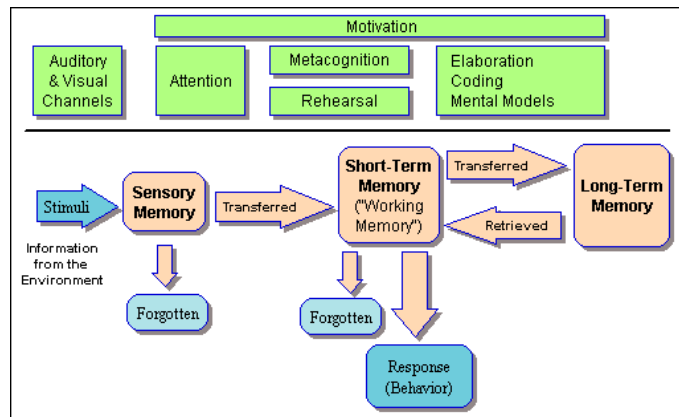 Motivation
Auditory
& Visual
Channels
Attention
Metacognition
Rehearsal
Elaboration
Coding
Mental Models
Stimuli
Information
from the
Environment
Sensory
Memory
Transferred
Short-Term
Memory
("Working
Memory")
Transferred
Retrieved
Long-Term
Memory
Forgotten
Forgotten
Response
(Behavior)